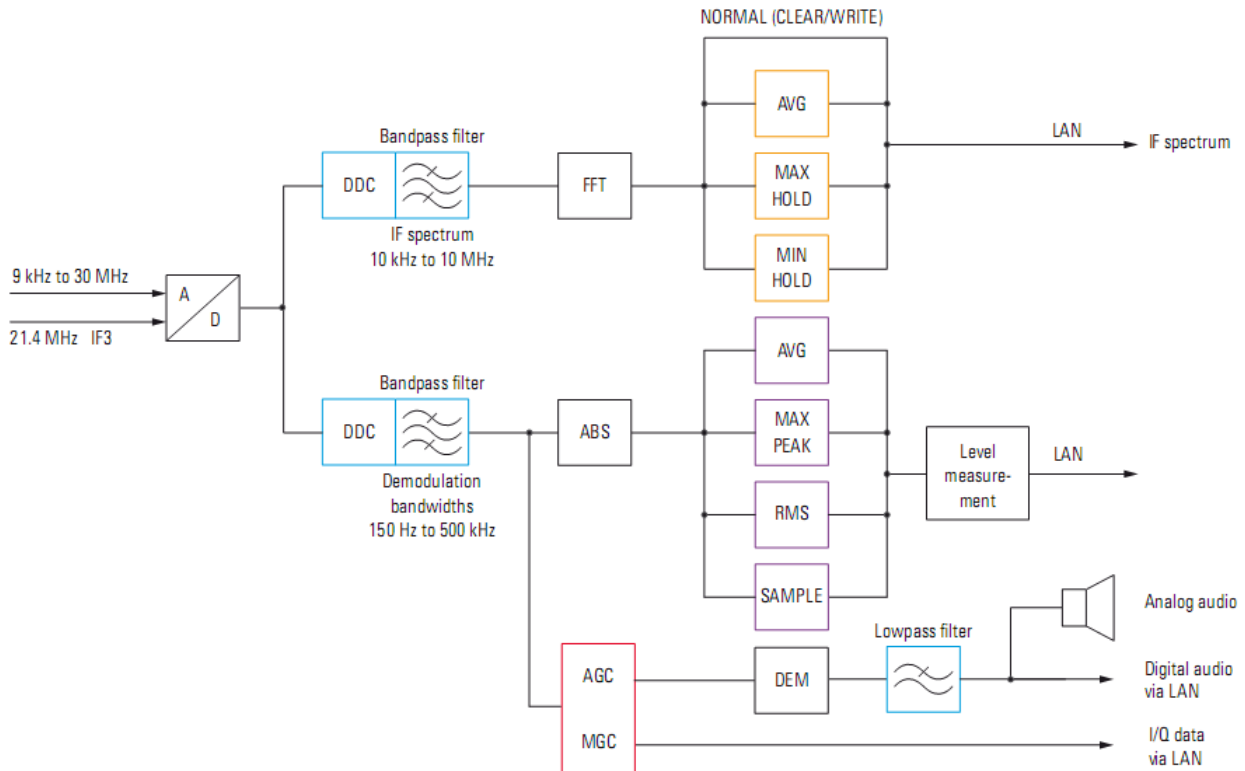 NORMAL (CLEAR/WRITE)
AVG
LAN
IF spectrum
Bandpass filter
DDC
FFT
MAX
HOLD
IF spectrum
10 kHz to 10 MHz
MIN
HOLD
9 kHz to 30 MHz
A
D
21.4 MHz IF3
AVG
Bandpass filter
DDC
ABS
MAX
PEAK
Level
measure-
ment
LAN
Demodulation
bandwidths
150 Hz to 500 kHz
RMS
SAMPLE
Analog audio
Lowpass filter
AGC
DEM
Digital audio
via LAN
MGC
I/Q data
via LAN